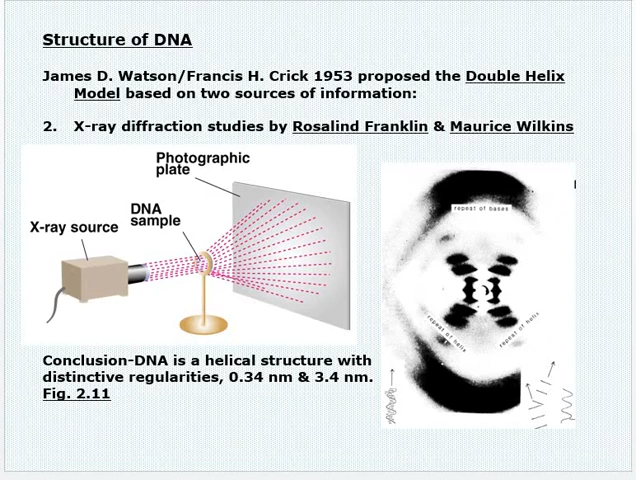 Structure of DNA
James D. Watson/Francis H. Crick 1953 proposed the Double Helix
Model based on two sources of information:
2. X-ray diffraction studies by Rosalind Franklin & Maurice Wilkins
Photographic
plate
DNA
sample
X-ray source
repeat of bases
repeat of helix
repeat of helix
Conclusion-DNA is a helical structure with
distinctive regularities, 0.34 nm & 3.4 nm.
Fig. 2.11